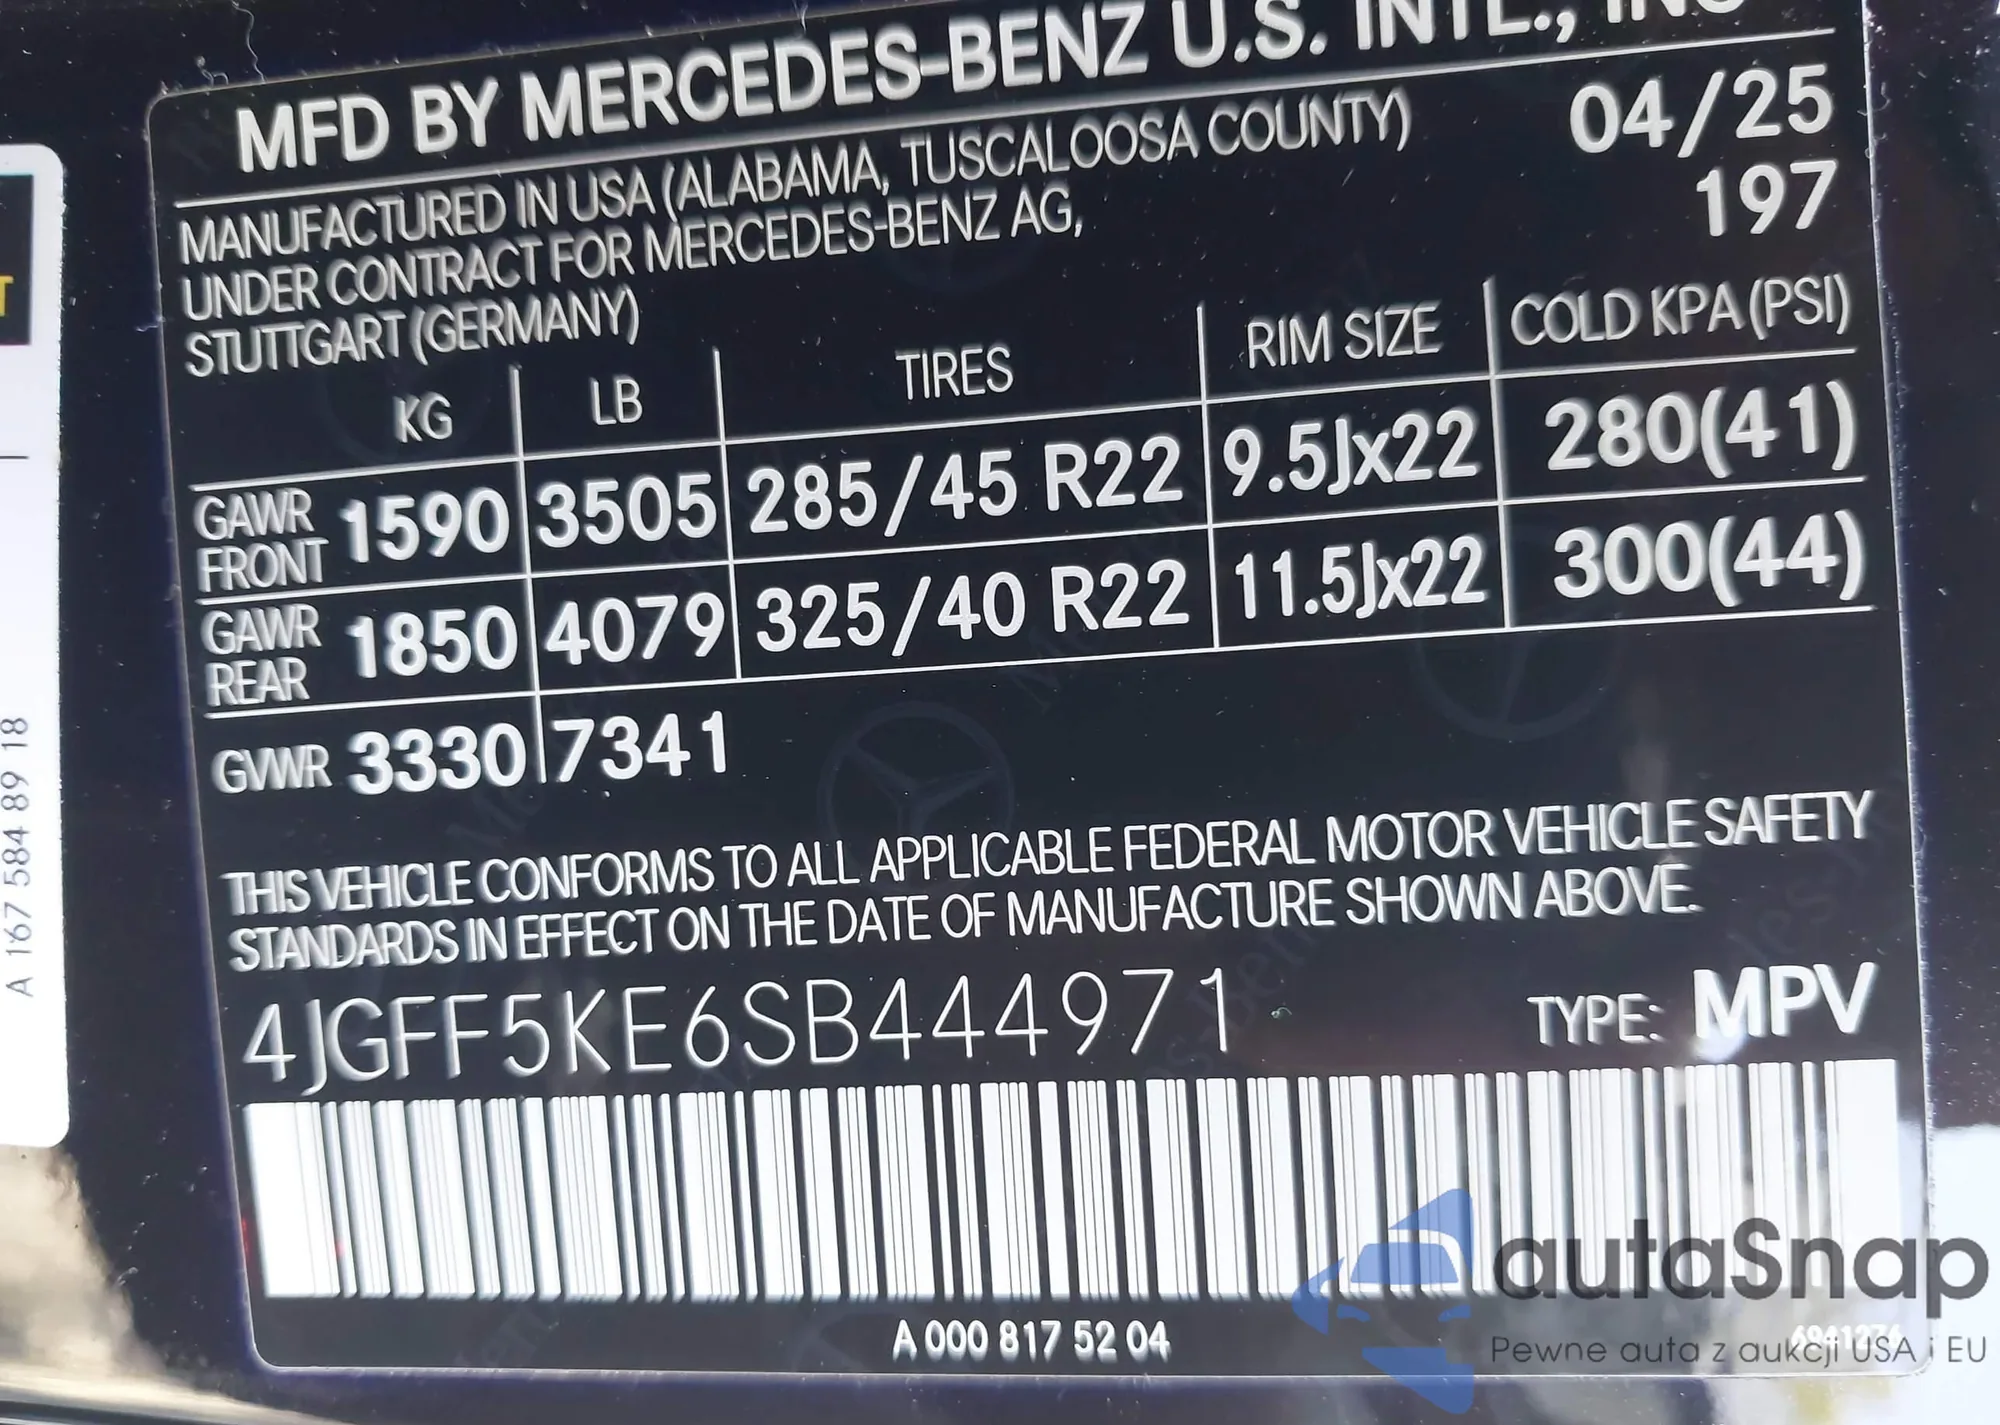 MFD BY MERCEDES-BENZ U.S. INTL., INC
MANUFACTURED IN USA (ALABAMA, TUSCALOOSA COUNTY)
UNDER CONTRACT FOR MERCEDES-BENZ AG,
STUTTGART (GERMANY)
04/25
197
KG LB TIRES RIM SIZE COLD KPA (PSI)
GAWR FRONT 1590 3505 285/45 R22 9.5Jx22 280(41)
GAWR REAR 1850 4079 325/40 R22 11.5Jx22 300(44)
GVWR 3330 7341
THIS VEHICLE CONFORMS TO ALL APPLICABLE FEDERAL MOTOR VEHICLE SAFETY
STANDARDS IN EFFECT ON THE DATE OF MANUFACTURE SHOWN ABOVE.
4JGFF5KE6SB444971 TYPE: MPV
A 000 817 52 04
A 167 584 89 18
T
autaSnap
Pewne auta z aukcji USA i EU